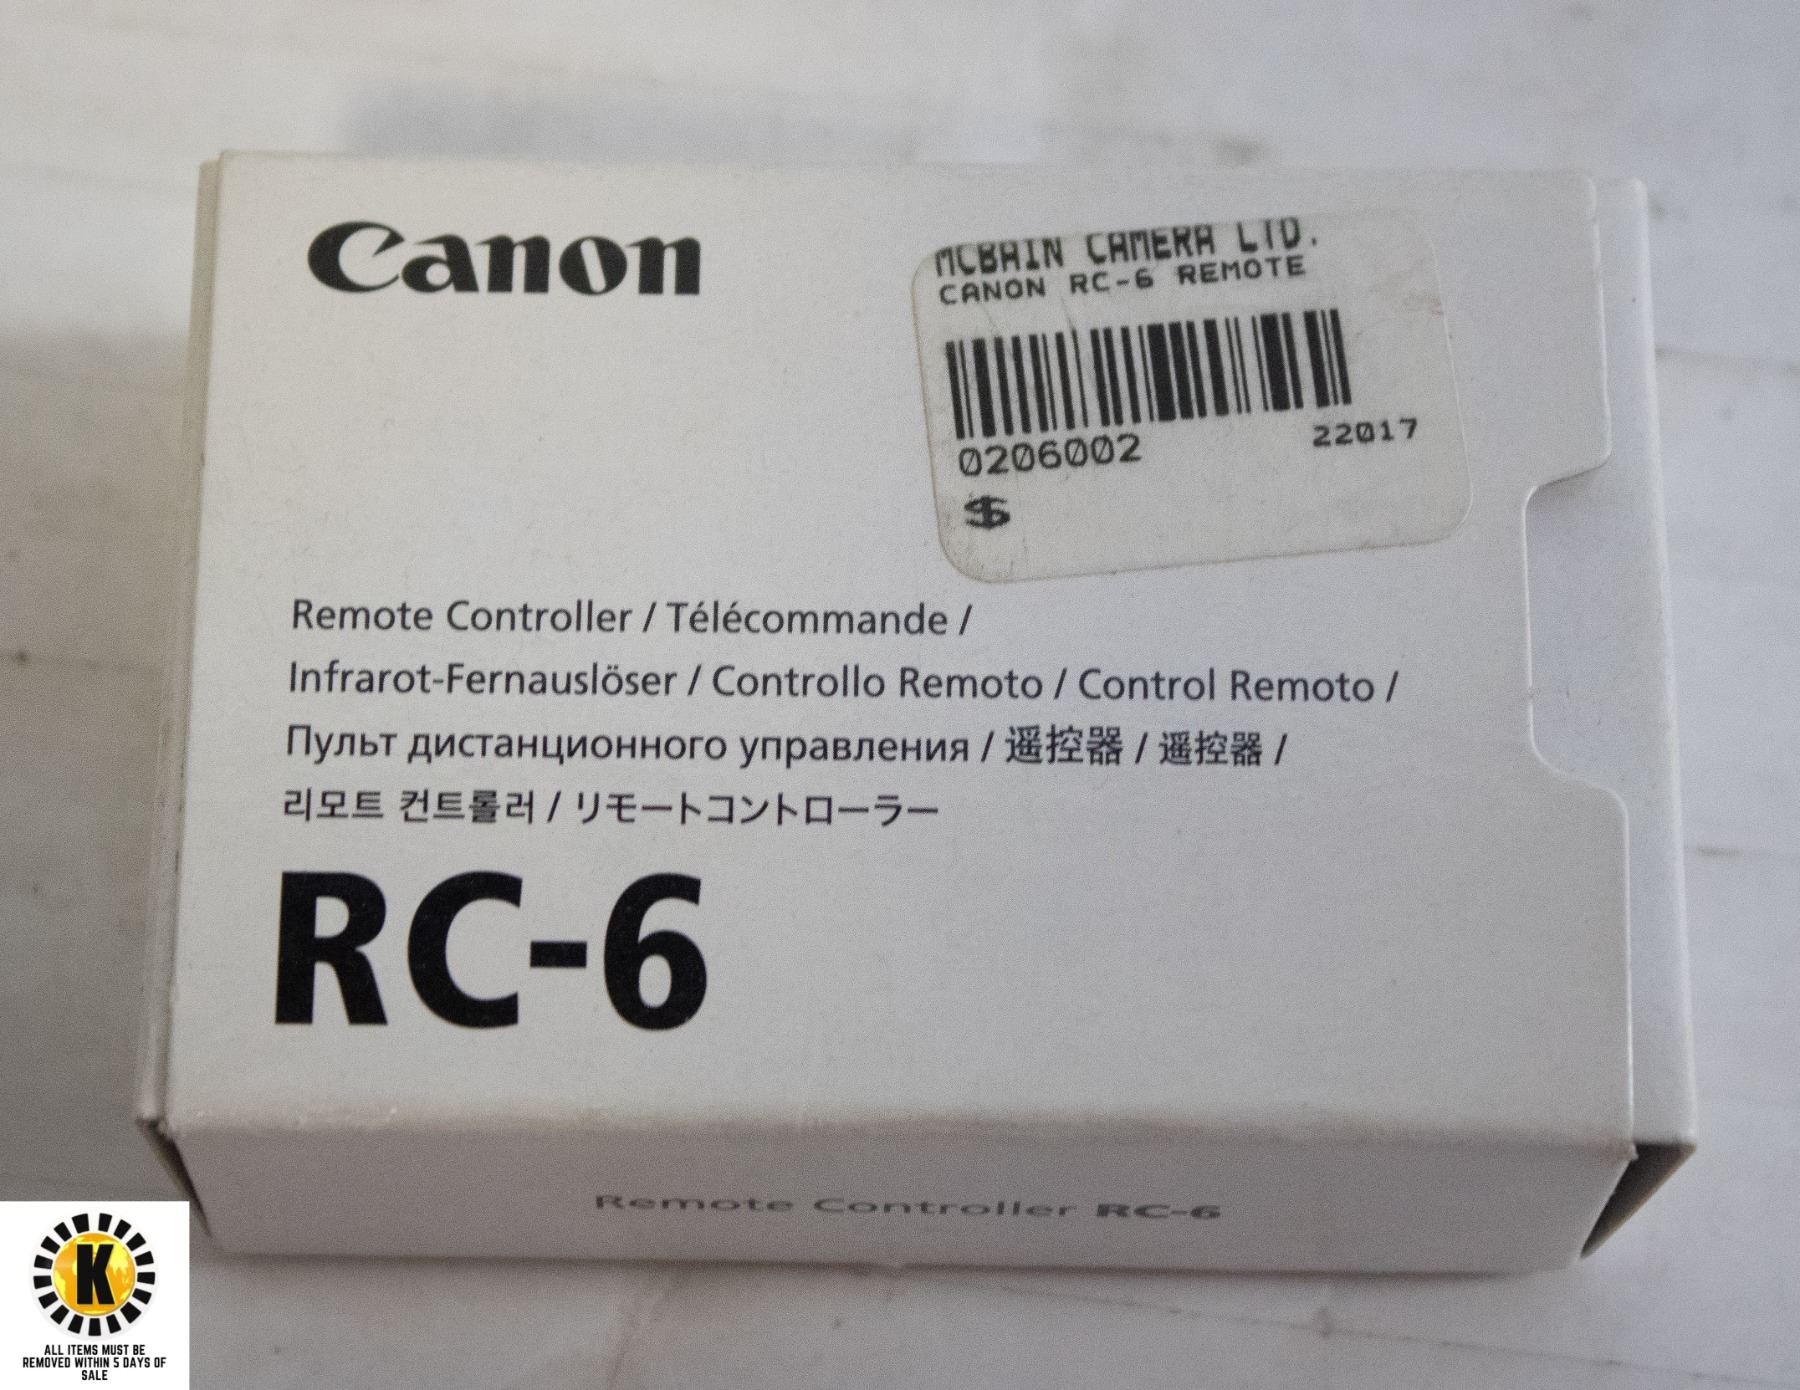 Canon
MCBAIN CAMERA LTD.
CANON RC-6 REMOTE
0206002 22017
$
Remote Controller / Télécommande /
Infrarot-Fernauslöser / Controllo Remoto / Control Remoto /
Пульт дистанционного управления / 遥控器 / 遙控器 /
리모트 컨트롤러 / リモートコントローラー
RC-6
Remote Controller RC-6
K
ALL ITEMS MUST BE
REMOVED WITHIN 5 DAYS OF
SALE